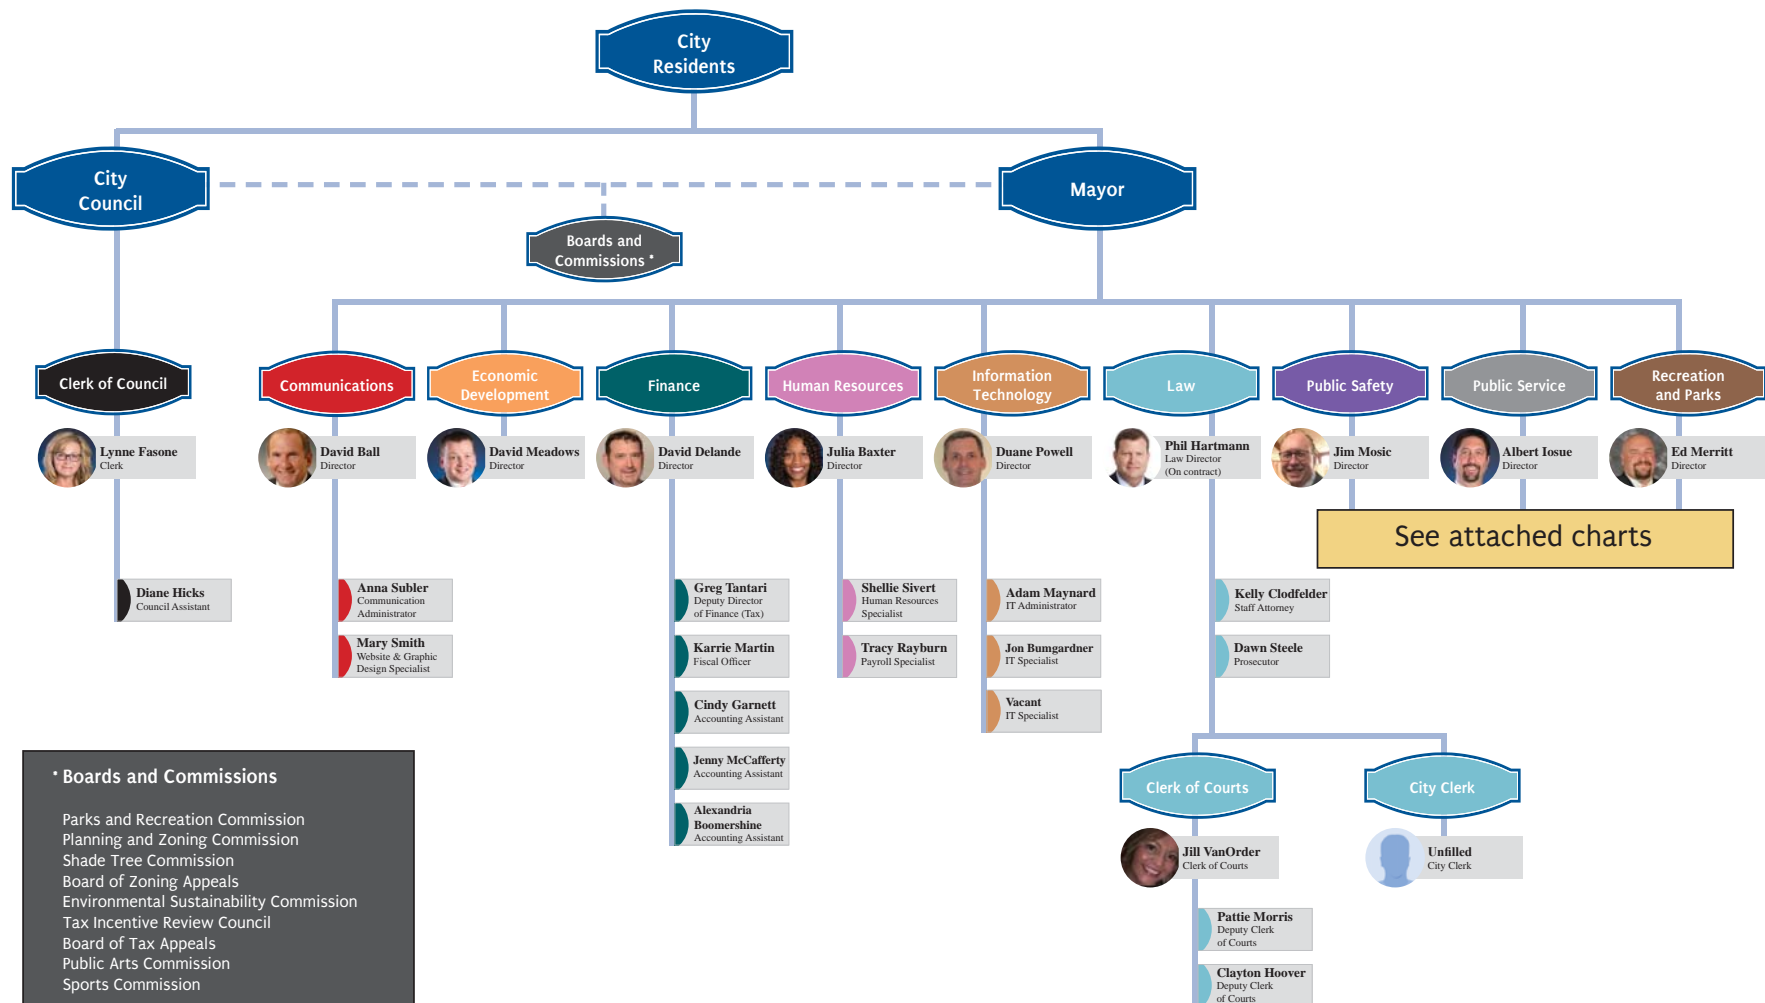 City
Residents
City
Council
Mayor
Boards and
Commissions *
Clerk of Council
Communications
Economic
Development
Finance
Human Resources
Information
Technology
Law
Public Safety
Public Service
Recreation
and Parks
Lynne Fasone
Clerk
David Ball
Director
David Meadows
Director
David Delande
Director
Julia Baxter
Director
Duane Powell
Director
Phil Hartmann
Law Director
(On contract)
Jim Mosic
Director
Albert Iosue
Director
Ed Merritt
Director
See attached charts
Diane Hicks
Council Assistant
Anna Subler
Communication
Administrator
Mary Smith
Website & Graphic
Design Specialist
Greg Tantari
Deputy Director
of Finance (Tax)
Karrie Martin
Fiscal Officer
Cindy Garnett
Accounting Assistant
Jenny McCafferty
Accounting Assistant
Alexandria
Boomershine
Accounting Assistant
Shellie Sivert
Human Resources
Specialist
Tracy Rayburn
Payroll Specialist
Adam Maynard
IT Administrator
Jon Bumgardner
IT Specialist
Vacant
IT Specialist
Kelly Clodfelder
Staff Attorney
Dawn Steele
Prosecutor
Clerk of Courts
City Clerk
Jill VanOrder
Clerk of Courts
Unfilled
City Clerk
Pattie Morris
Deputy Clerk
of Courts
Clayton Hoover
Deputy Clerk
of Courts
* Boards and Commissions
Parks and Recreation Commission
Planning and Zoning Commission
Shade Tree Commission
Board of Zoning Appeals
Environmental Sustainability Commission
Tax Incentive Review Council
Board of Tax Appeals
Public Arts Commission
Sports Commission